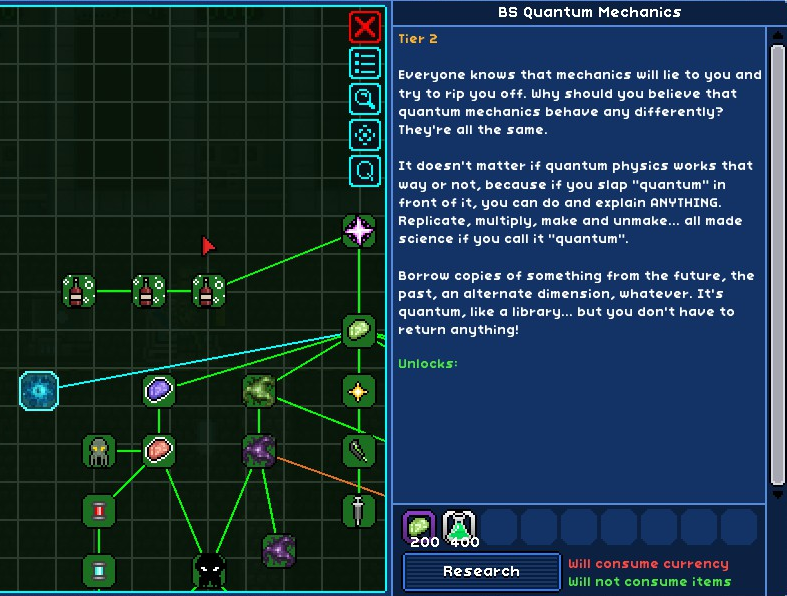 BS Quantum Mechanics
Tier 2
Everyone knows that mechanics will lie to you and
try to rip you off. Why should you believe that
quantum mechanics behave any differently?
They're all the same.
It doesn't matter if quantum physics works that
way or not, because if you slap "quantum" in
front of it, you can do and explain ANYTHING.
Replicate, multiply, make and unmake... all made
science if you call it "quantum".
Borrow copies of something from the future, the
past, an alternate dimension, whatever. It's
quantum, like a library... but you don't have to
return anything!
Unlocks:
200 400
Research
Will consume currency
Will not consume items